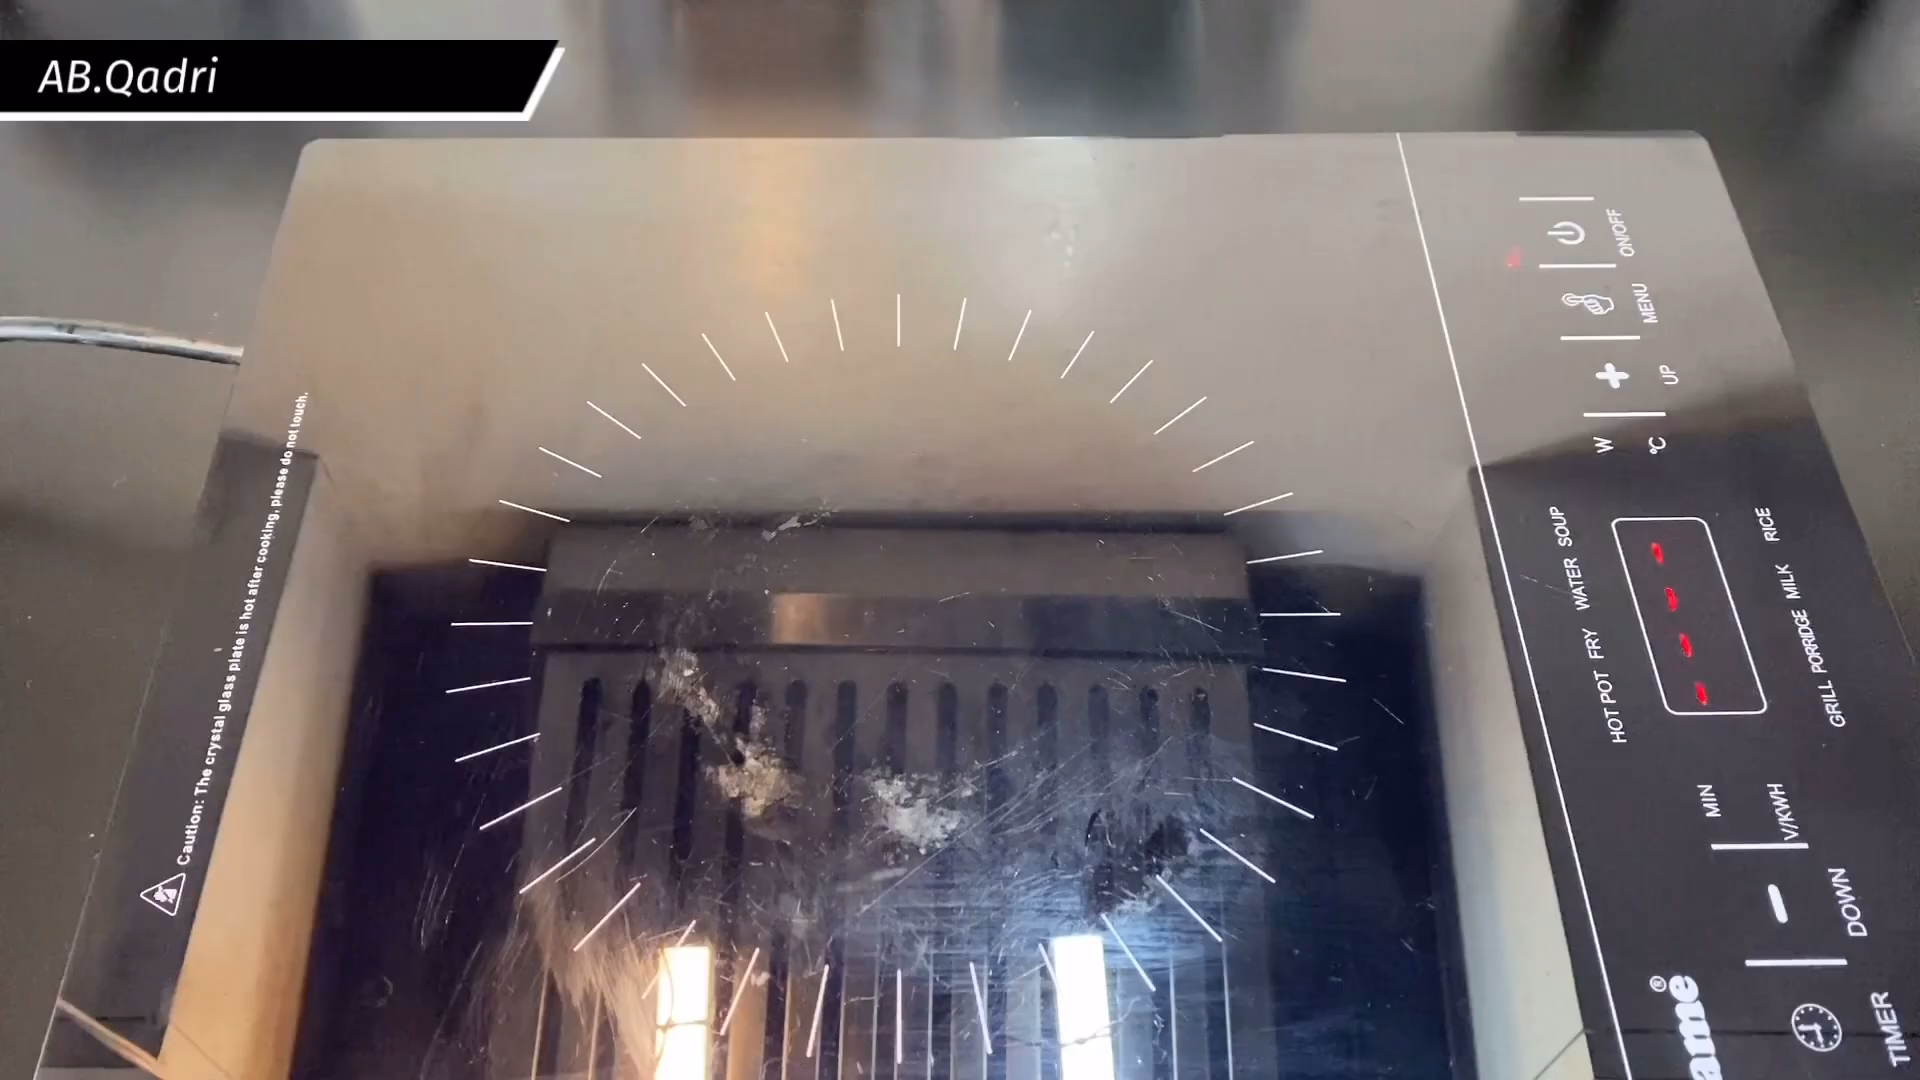 AB.Qadri
Caution: The crystal glass plate is hot after cooking, please do not touch.
ON/OFF
MENU
UP
W
°C
HOT POT FRY WATER SOUP
GRILL PORRIDGE MILK RICE
MIN
V/KWH
DOWN
TIMER
ame®